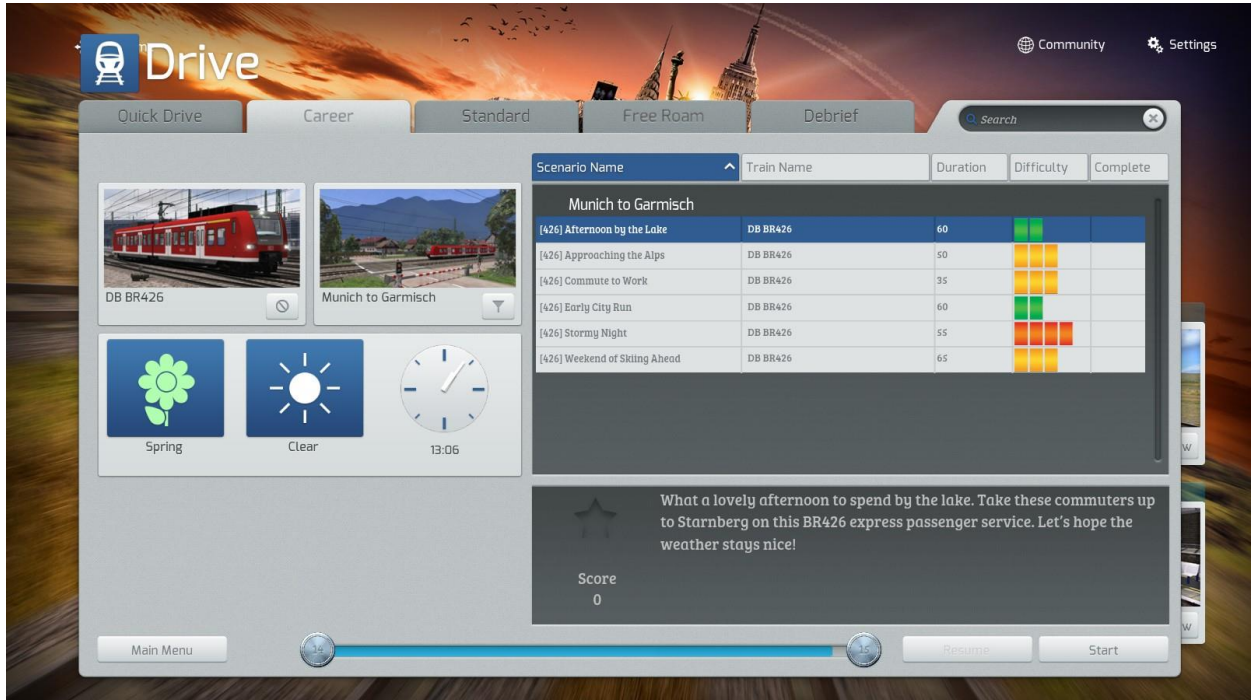 Drive
Community
Settings
Quick Drive
Career
Standard
Free Roam
Debrief
Search
Scenario Name
Train Name
Duration
Difficulty
Complete
Munich to Garmisch
[426] Afternoon by the Lake DB BR426 60
[426] Approaching the Alps DB BR426 50
[426] Commute to Work DB BR426 35
[426] Early City Run DB BR426 60
[426] Stormy Night DB BR426 55
[426] Weekend of Skiing Ahead DB BR426 65
DB BR426
Munich to Garmisch
Spring
Clear
13:06
What a lovely afternoon to spend by the lake. Take these commuters up
to Starnberg on this BR426 express passenger service. Let's hope the
weather stays nice!
Score
0
Main Menu
14
15
Resume
Start